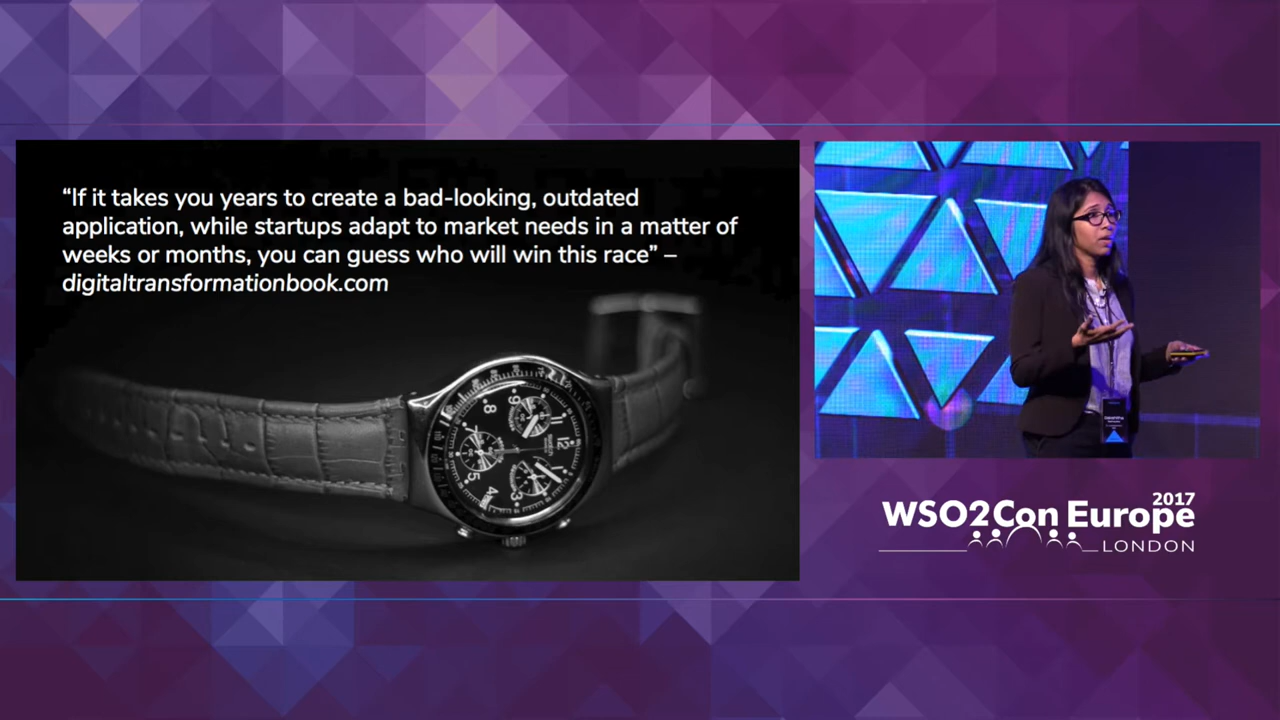 “If it takes you years to create a bad-looking, outdated
application, while startups adapt to market needs in a matter of
weeks or months, you can guess who will win this race” –
digitaltransformationbook.com
2017
WSO2Con Europe
LONDON